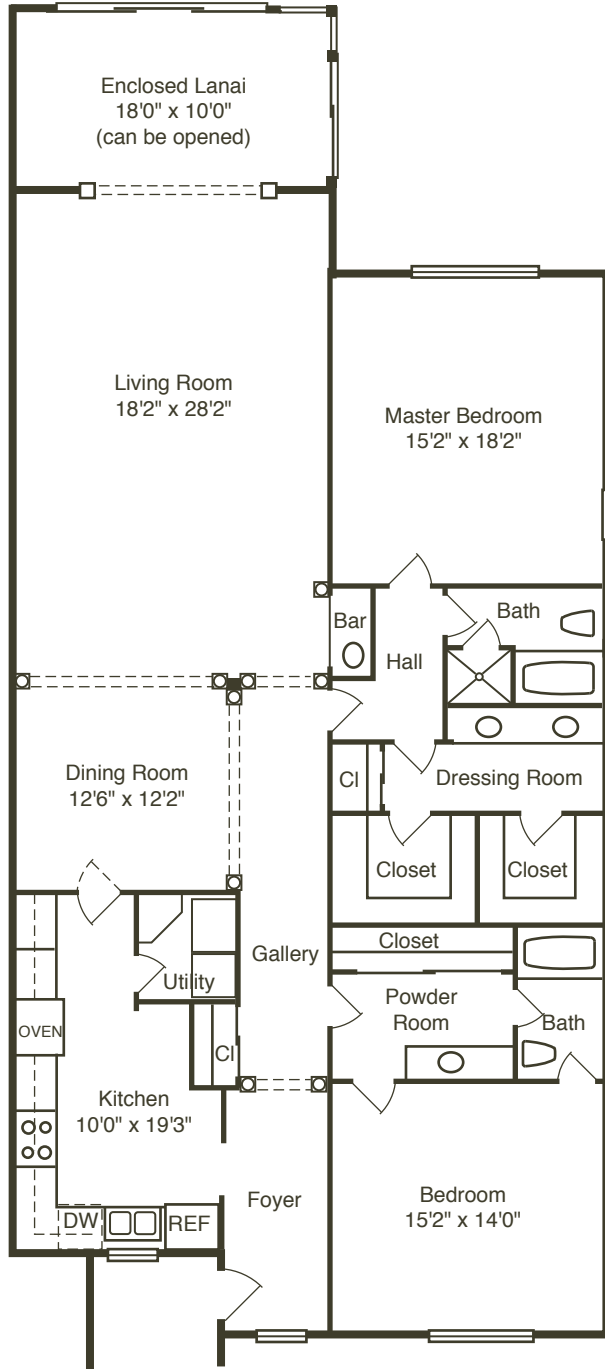 Enclosed Lanai
18'0" x 10'0"
(can be opened)
Living Room
18'2" x 28'2"
Master Bedroom
15'2" x 18'2"
Bar
Bath
Hall
Dining Room
12'6" x 12'2"
Cl
Dressing Room
Closet
Closet
Closet
Gallery
Utility
Powder
Room
Bath
OVEN
Cl
Kitchen
10'0" x 19'3"
Foyer
Bedroom
15'2" x 14'0"
DW
REF